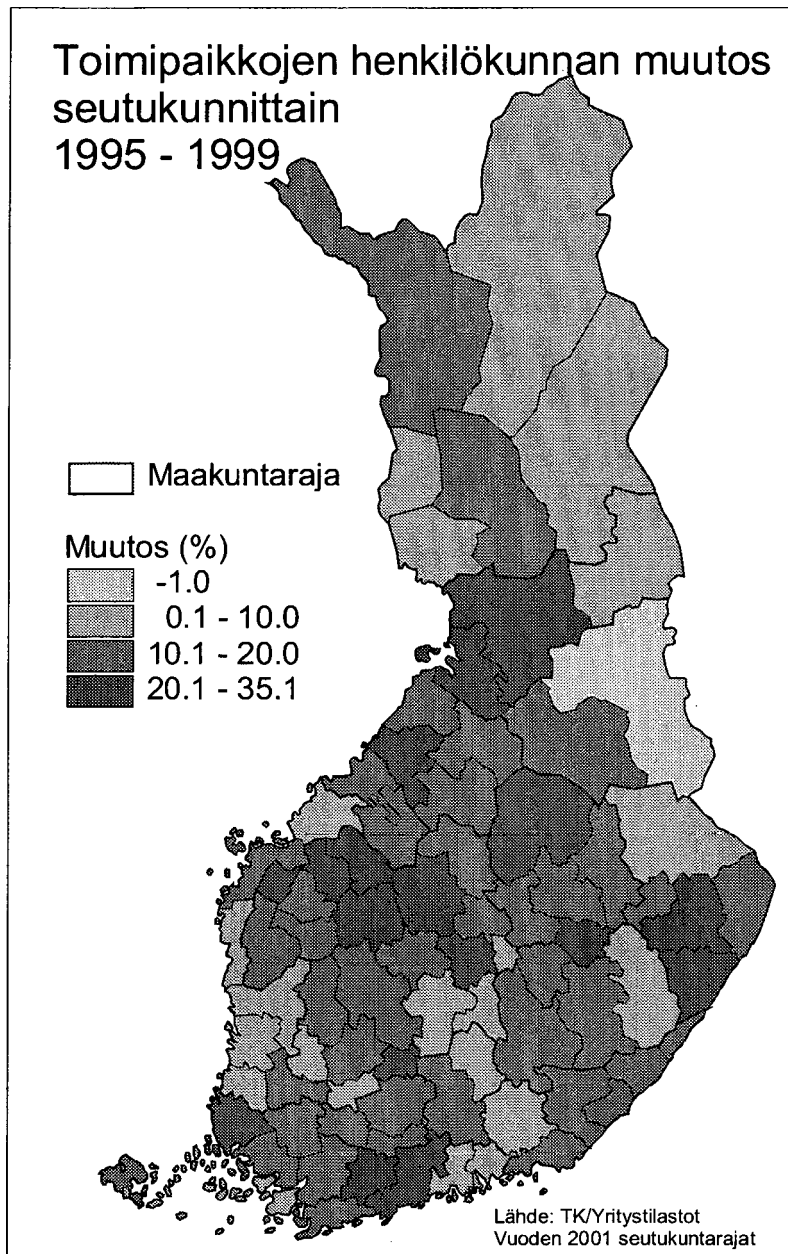 Toimipaikkojen henkilökunnan muutos
seutukunnittain
1995 - 1999
Maakuntaraja
Muutos (%)
-1.0
0.1 - 10.0
10.1 - 20.0
20.1 - 35.1
Lähde: TK/Yritystilastot
Vuoden 2001 seutukuntarajat